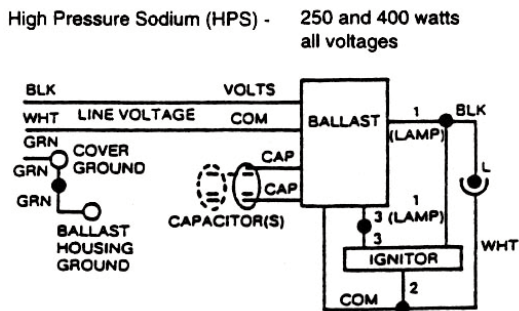 High Pressure Sodium (HPS) - 250 and 400 watts
all voltages
BLK VOLTS
WHT LINE VOLTAGE COM
GRN
COVER
GROUND
GRN
GRN
BALLAST
HOUSING
GROUND
CAP
CAP
CAPACITOR(S)
BALLAST
1
(LAMP)
BLK
L
1
(LAMP)
3
3
IGNITOR
WHT
2
COM